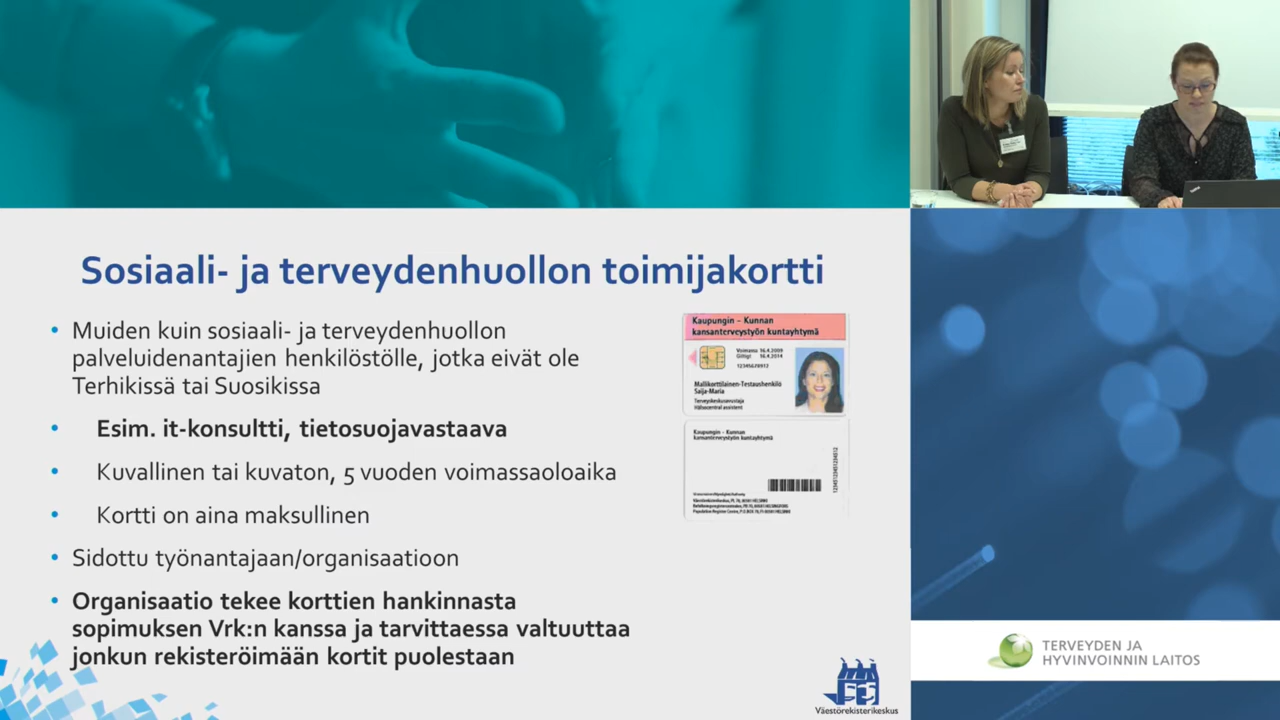 Sosiaali- ja terveydenhuollon toimijakortti
• Muiden kuin sosiaali- ja terveydenhuollon
palveluidenantajien henkilöstölle, jotka eivät ole
Terhikissä tai Suosikissa
• Esim. it-konsultti, tietosuojavastaava
• Kuvallinen tai kuvaton, 5 vuoden voimassaoloaika
• Kortti on aina maksullinen
• Sidottu työnantajaan/organisaatioon
• Organisaatio tekee korttien hankinnasta
sopimuksen Vrk:n kanssa ja tarvittaessa valtuuttaa
jonkun rekisteröimään kortit puolestaan
Kaupungin - Kunnan
kansanterveystyön kuntayhtymä
Voimassa 16.4.2009
Giltigt 16.4.2014
12345678912
Mallikorttilainen-Testaushenkilö
Saija-Maria
Terveyskeskusavustaja
Hälsocentral assistent
Kaupungin - Kunnan
kansanterveystyön kuntayhtymä
Väestörekisterikeskus
TERVEYDEN JA
HYVINVOINNIN LAITOS